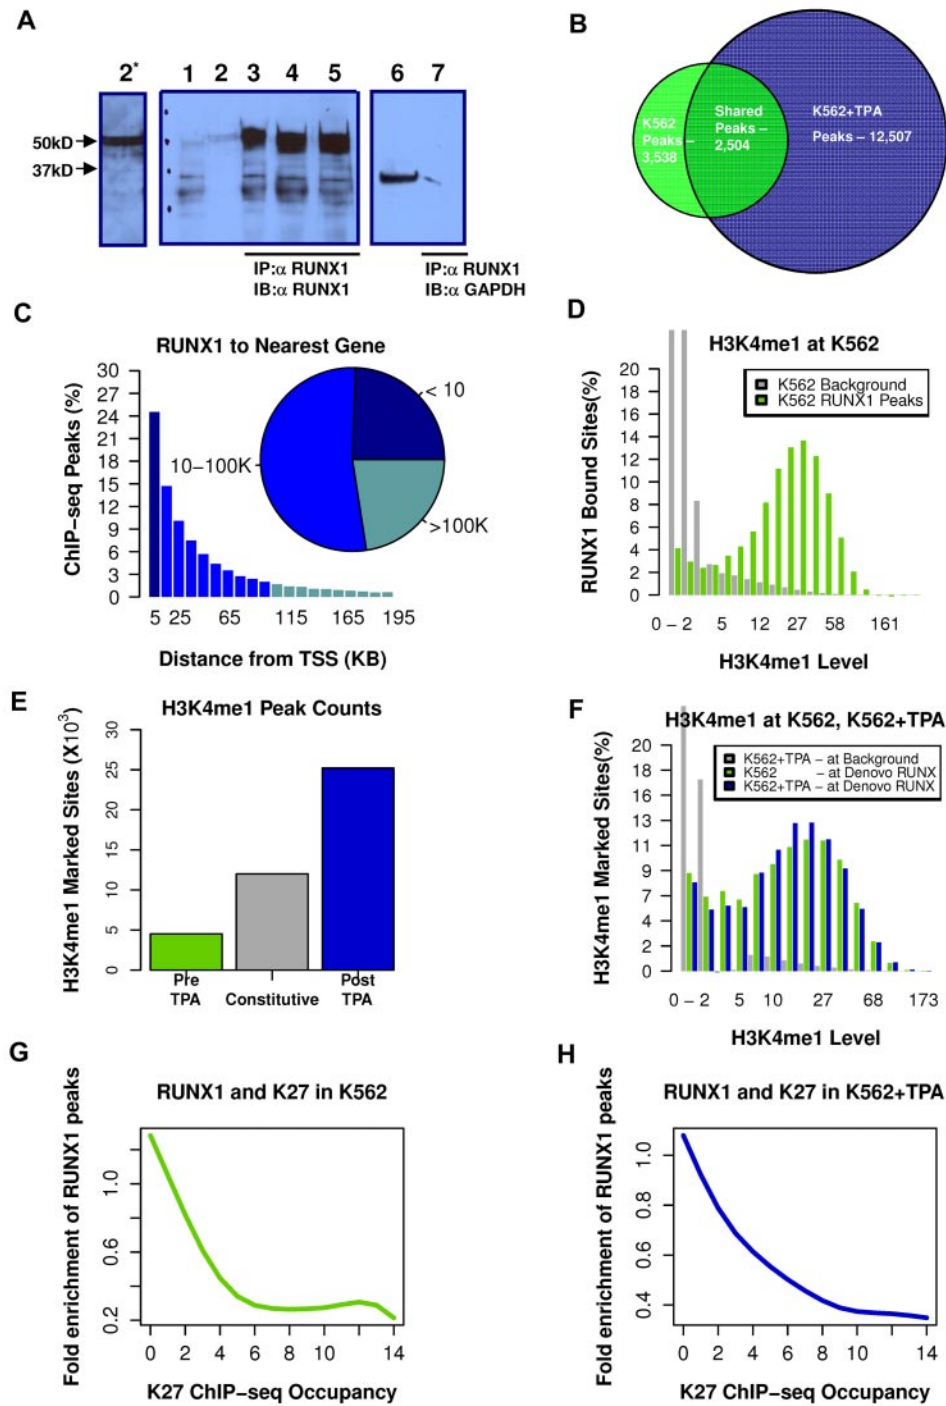 A
2* 1 2 3 4 5 6 7
50kD
37kD
IP:α RUNX1 IP:α RUNX1
IB:α RUNX1 IB:α GAPDH
B
K562
Peaks –
3,538
Shared
Peaks –
2,504
K562+TPA
Peaks – 12,507
C
RUNX1 to Nearest Gene
ChIP–seq Peaks (%)
30
27
24
21
18
15
12
9
6
3
0
< 10
10–100K
>100K
5 25 65 115 165 195
Distance from TSS (KB)
D
H3K4me1 at K562
K562 Background
K562 RUNX1 Peaks
RUNX1 Bound Sites(%)
20
18
16
14
12
10
8
6
4
2
0
0 – 2 5 12 27 58 161
H3K4me1 Level
E
H3K4me1 Peak Counts
H3K4me1 Marked Sites (X10³)
30
25
20
15
10
5
0
Pre
TPA
Constitutive
Post
TPA
F
H3K4me1 at K562, K562+TPA
K562+TPA – at Background
K562 – at Denovo RUNX
K562+TPA – at Denovo RUNX
H3K4me1 Marked Sites(%)
20
18
16
13
11
9
7
4
2
0
0 – 2 5 10 27 68 173
H3K4me1 Level
G
RUNX1 and K27 in K562
Fold enrichment of RUNX1 peaks
1.0
0.6
0.2
0 2 4 6 8 10 14
K27 ChIP–seq Occupancy
H
RUNX1 and K27 in K562+TPA
Fold enrichment of RUNX1 peaks
1.0
0.8
0.6
0.4
0 2 4 6 8 10 14
K27 ChIP–seq Occupancy